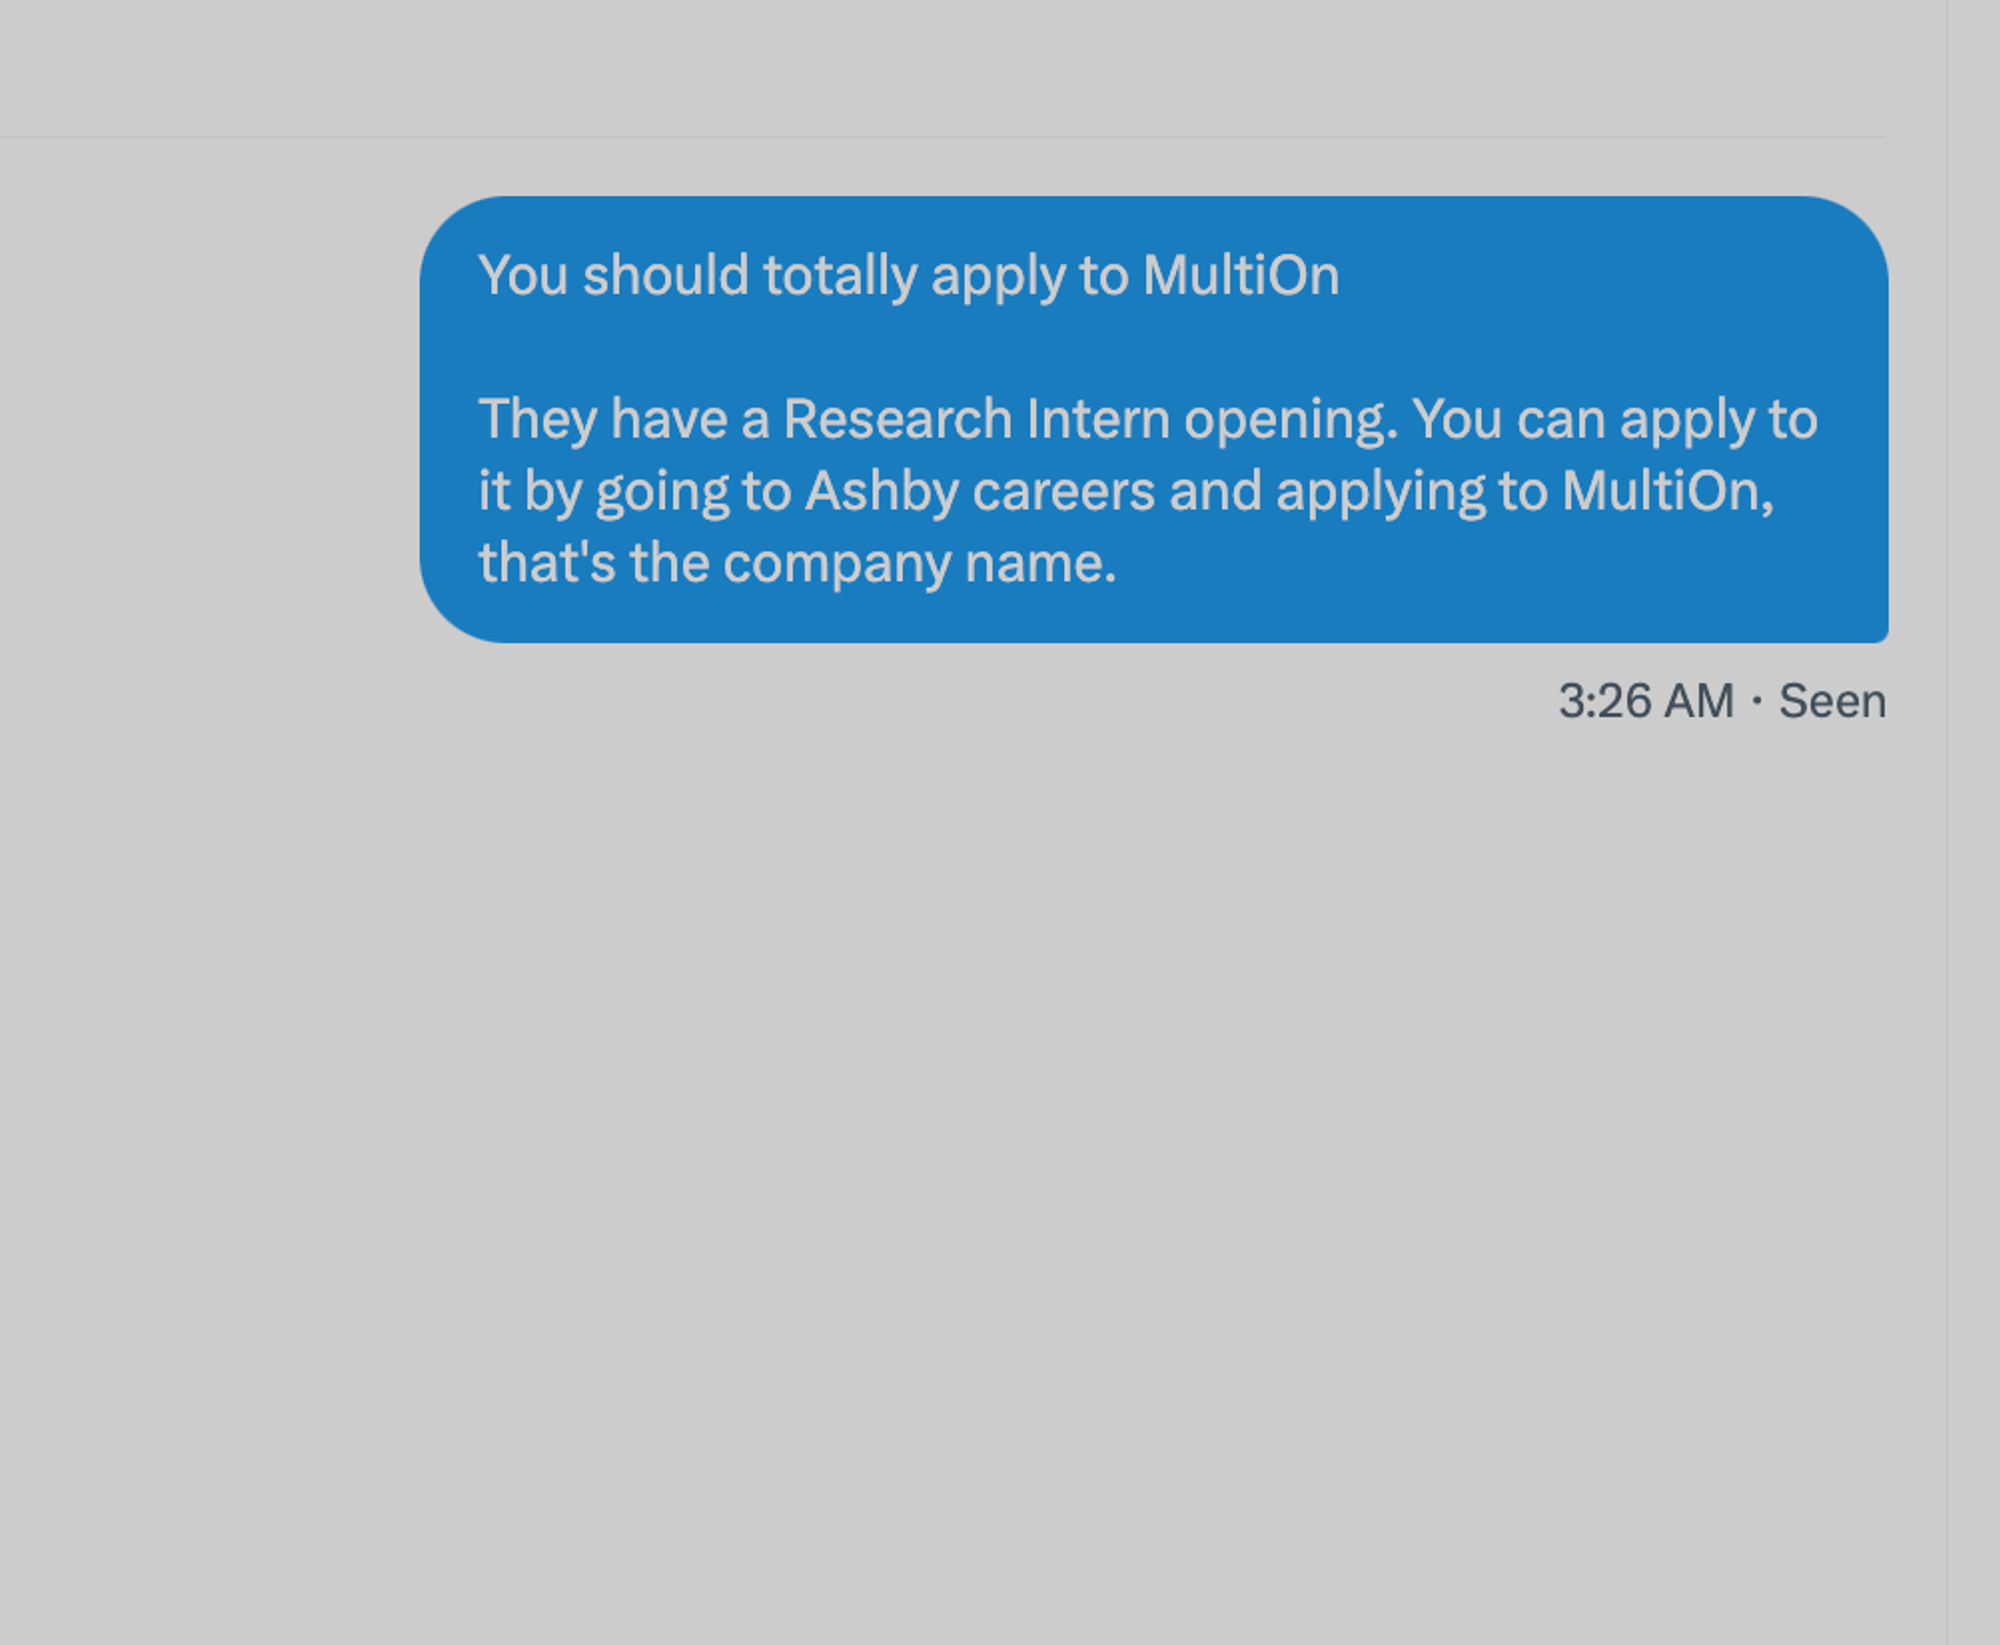 You should totally apply to MultiOn
They have a Research Intern opening. You can apply to
it by going to Ashby careers and applying to MultiOn,
that's the company name.
3:26 AM · Seen